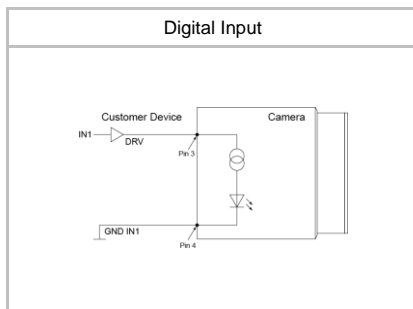 Digital Input
Customer Device
Camera
IN1
DRV
Pin 3
GND IN1
Pin 4